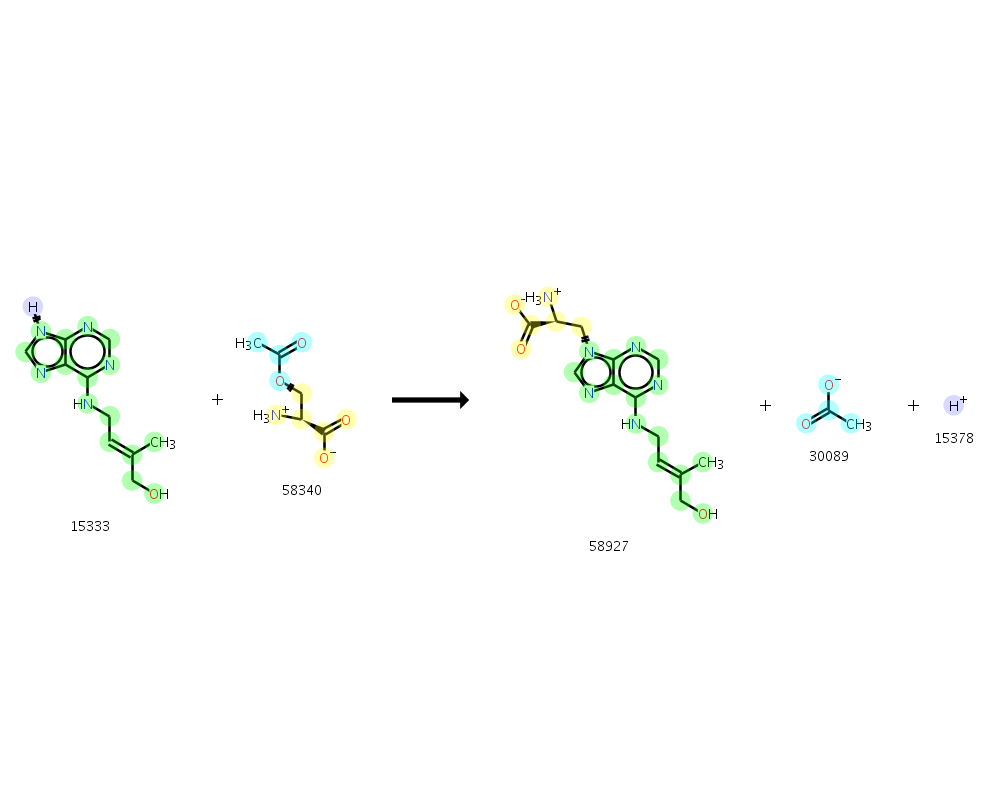 H
N N
N N
HN
CH3
OH
15333
+
H3C O
O
H3N+ O
O-
58340
O- H3N+
O
N N
N N
HN
CH3
OH
58927
+
O-
O CH3
30089
+
H+
15378